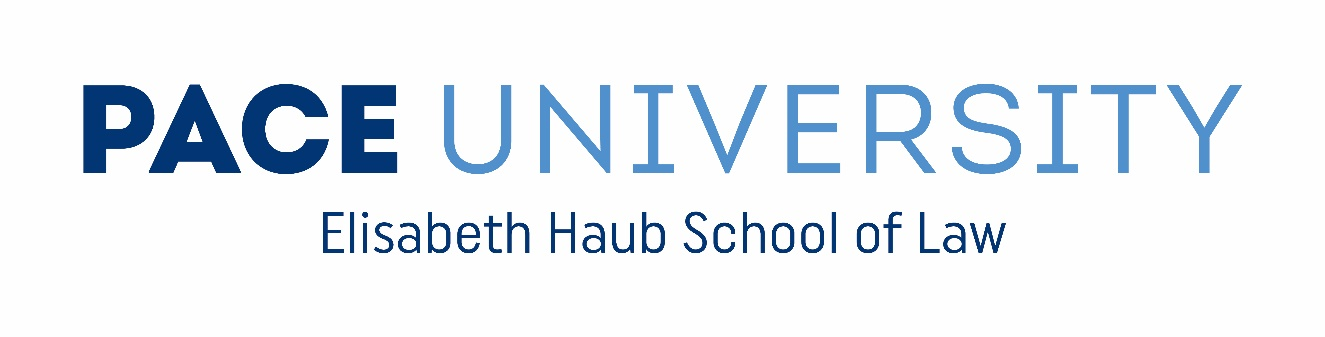 PACE UNIVERSITY
Elisabeth Haub School of Law